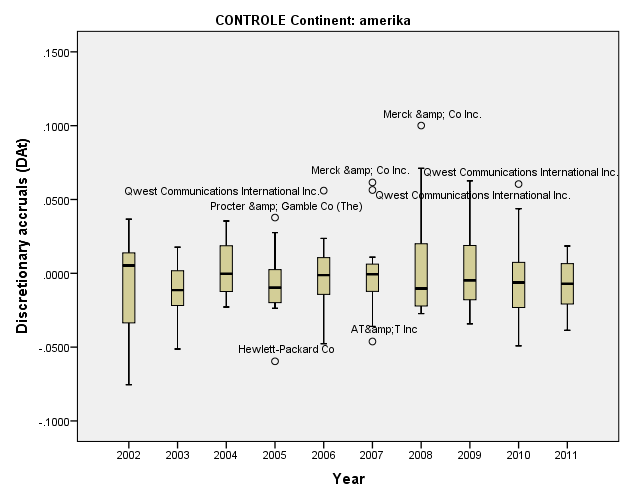 CONTROLE Continent: amerika
.1500
Merck &amp; Co Inc.
.1000
Merck &amp; Co Inc.
Qwest Communications International Inc.
Qwest Communications International Inc.
Qwest Communications International Inc.
.0500
Procter &amp; Gamble Co (The)
.0000
AT&amp;T Inc
Hewlett-Packard Co
-.0500
-.1000
Discretionary accruals (DAt)
2002 2003 2004 2005 2006 2007 2008 2009 2010 2011
Year